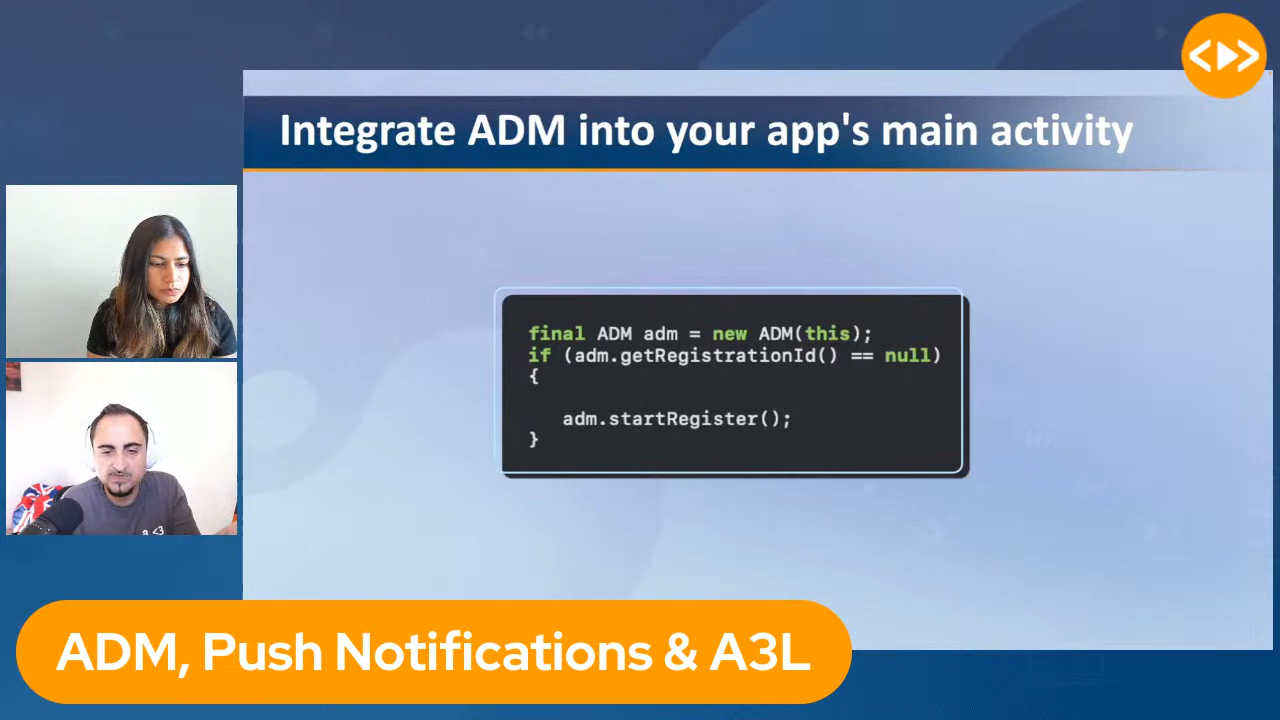 Integrate ADM into your app's main activity
final ADM adm = new ADM(this);
if (adm.getRegistrationId() == null)
{
adm.startRegister();
}
a <3
ADM, Push Notifications & A3L